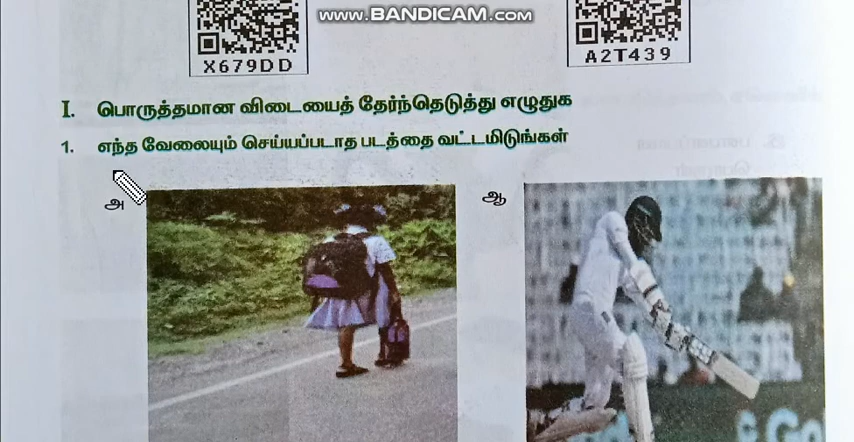 www.BANDICAM.com
X679DD
A2T439
I. பொருத்தமான விடையைத் தேர்ந்தெடுத்து எழுதுக
1. எந்த வேலையும் செய்யப்படாத படத்தை வட்டமிடுங்கள்
அ
ஆ